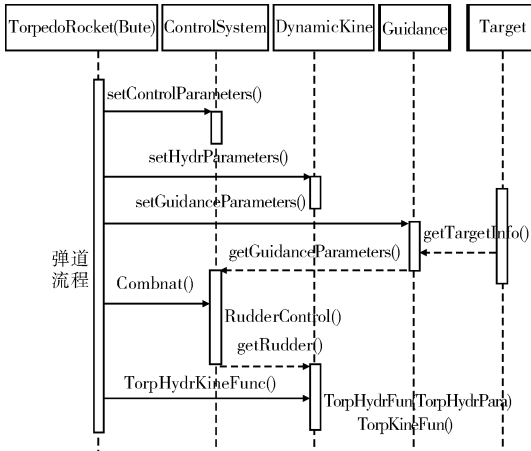 TorpedoRocket(Bute) ControlSystem DynamicKine Guidance Target
setControlParameters()
setHydrParameters()
setGuidanceParameters()
getTargetInfo()
getGuidanceParameters()
弹道
流程
Combnat()
RudderControl()
getRudder()
TorpHydrKineFunc()
TorpHydrFun(TorpHydrPara)
TorpKineFun()